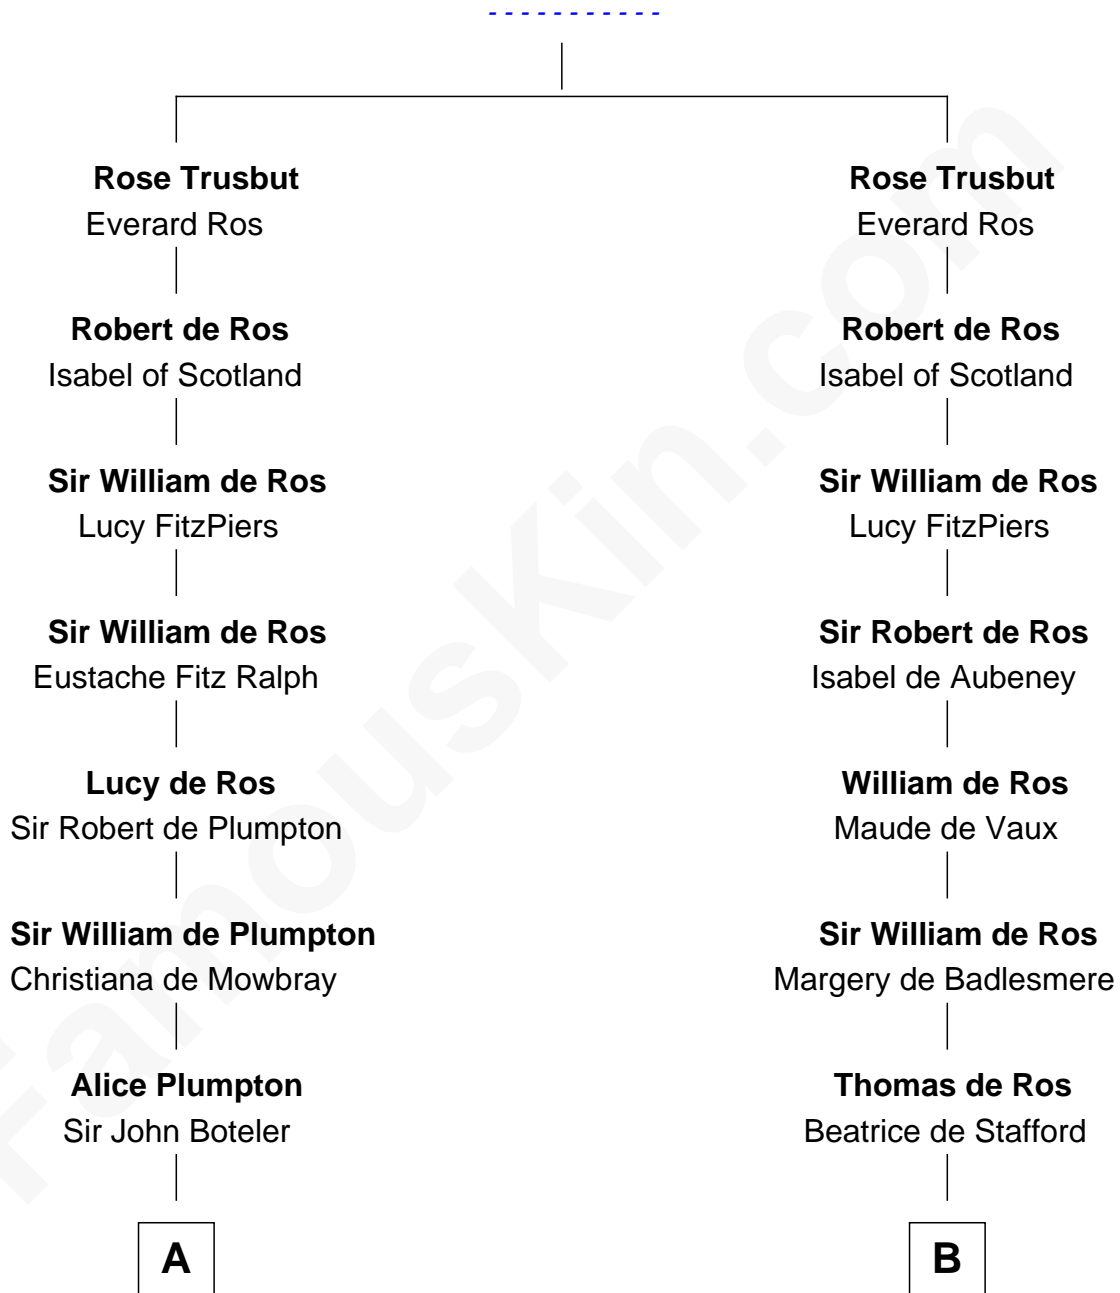 - - - - - - - - - - -
Rose Trusbut
Everard Ros
Robert de Ros
Isabel of Scotland
Sir William de Ros
Lucy FitzPiers
Sir William de Ros
Eustache Fitz Ralph
Lucy de Ros
Sir Robert de Plumpton
Sir William de Plumpton
Christiana de Mowbray
Alice Plumpton
Sir John Boteler
A
Rose Trusbut
Everard Ros
Robert de Ros
Isabel of Scotland
Sir William de Ros
Lucy FitzPiers
Sir Robert de Ros
Isabel de Aubeney
William de Ros
Maude de Vaux
Sir William de Ros
Margery de Badlesmere
Thomas de Ros
Beatrice de Stafford
B
FamousKin.com